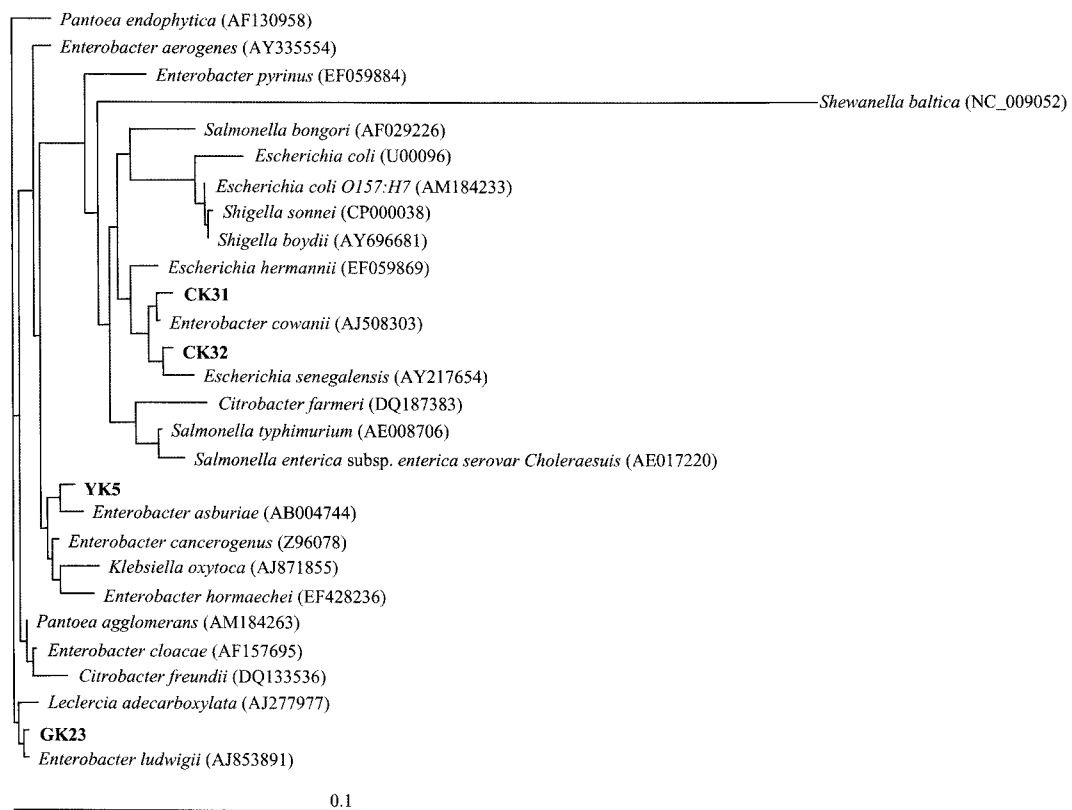 Pantoea endophytica (AF130958)
Enterobacter aerogenes (AY335554)
Enterobacter pyrinus (EF059884)
Shewanella baltica (NC_009052)
Salmonella bongori (AF029226)
Escherichia coli (U00096)
Escherichia coli O157:H7 (AM184233)
Shigella sonnei (CP000038)
Shigella boydii (AY696681)
Escherichia hermannii (EF059869)
CK31
Enterobacter cowanii (AJ508303)
CK32
Escherichia senegalensis (AY217654)
Citrobacter farmeri (DQ187383)
Salmonella typhimurium (AE008706)
Salmonella enterica subsp. enterica serovar Choleraesuis (AE017220)
YK5
Enterobacter asburiae (AB004744)
Enterobacter cancerogenus (Z96078)
Klebsiella oxytoca (AJ871855)
Enterobacter hormaechei (EF428236)
Pantoea agglomerans (AM184263)
Enterobacter cloacae (AF157695)
Citrobacter freundii (DQ133536)
Leclercia adecarboxylata (AJ277977)
GK23
Enterobacter ludwigii (AJ853891)
0.1